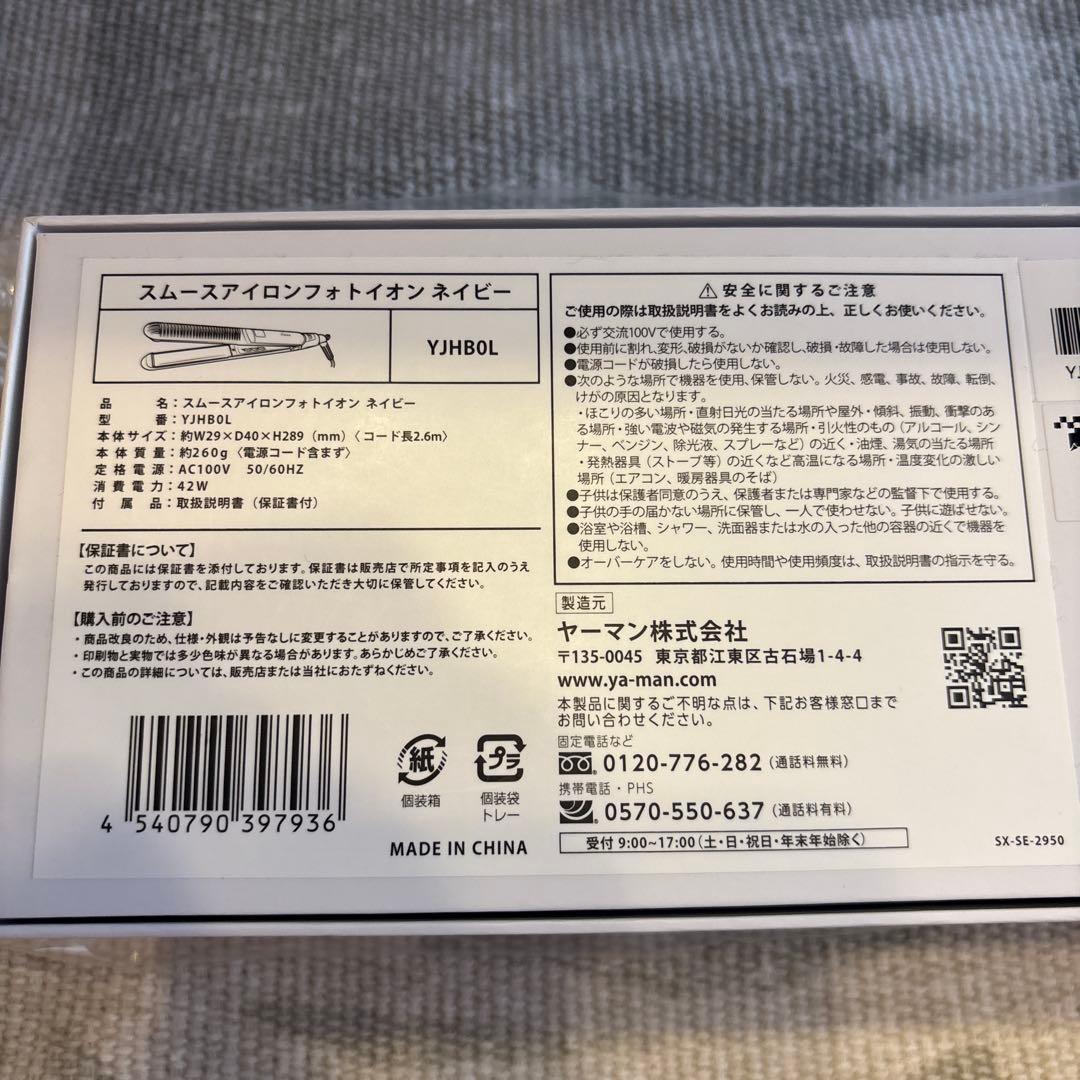 スムースアイロンフォトイオン ネイビー
YJHB0L
品　　名：スムースアイロンフォトイオン ネイビー
型　　番：YJHB0L
本体サイズ：約W29×D40×H289（mm）〈コード長2.6m〉
本体質量：約260g〈電源コード含まず〉
定格電源：AC100V　50/60HZ
消費電力：42W
付属品：取扱説明書（保証書付）
【保証書について】
この商品には保証書を添付しております。保証書は販売店で所定事項を記入のうえ
発行しておりますので、記載内容をご確認いただき大切に保管してください。
【購入前のご注意】
・商品改良のため、仕様・外観は予告なしに変更することがありますので、ご了承ください。
・印刷物と実物では多少色味が異なる場合があります。あらかじめご了承ください。
・この商品の詳細については、販売店または当社におたずねください。
4 540790 397936
紙
個装箱
プラ
個装袋
トレー
MADE IN CHINA
⚠安全に関するご注意
ご使用の際は取扱説明書をよくお読みの上、正しくお使いください。
●必ず交流100Vで使用する。
●使用前に割れ、変形、破損がないか確認し、破損・故障した場合は使用しない。
●電源コードが破損したら使用しない。
●次のような場所で機器を使用、保管しない。火災、感電、事故、故障、転倒、
けがの原因となります。
・ほこりの多い場所・直射日光の当たる場所や屋外・傾斜、振動、衝撃のあ
る場所・強い電波や磁気の発生する場所・引火性のもの（アルコール、シン
ナー、ベンジン、除光液、スプレーなど）の近く・油煙、湯気の当たる場所
・発熱器具（ストーブ等）の近くなど高温になる場所・温度変化の激しい
場所（エアコン、暖房器具のそば）
●子供は保護者同意のうえ、保護者または専門家などの監督下で使用する。
●子供の手の届かない場所に保管し、一人で使わせない。子供に遊ばせない。
●浴室や浴槽、シャワー、洗面器または水の入った他の容器の近くで機器を
使用しない。
●オーバーケアをしない。使用時間や使用頻度は、取扱説明書の指示を守る。
製造元
ヤーマン株式会社
〒135-0045 東京都江東区古石場1-4-4
www.ya-man.com
本製品に関するご不明な点は、下記お客様窓口まで
お問い合わせください。
固定電話など
0120-776-282（通話料無料）
携帯電話・PHS
0570-550-637（通話料有料）
受付 9:00~17:00（土・日・祝日・年末年始除く）
SX-SE-2950